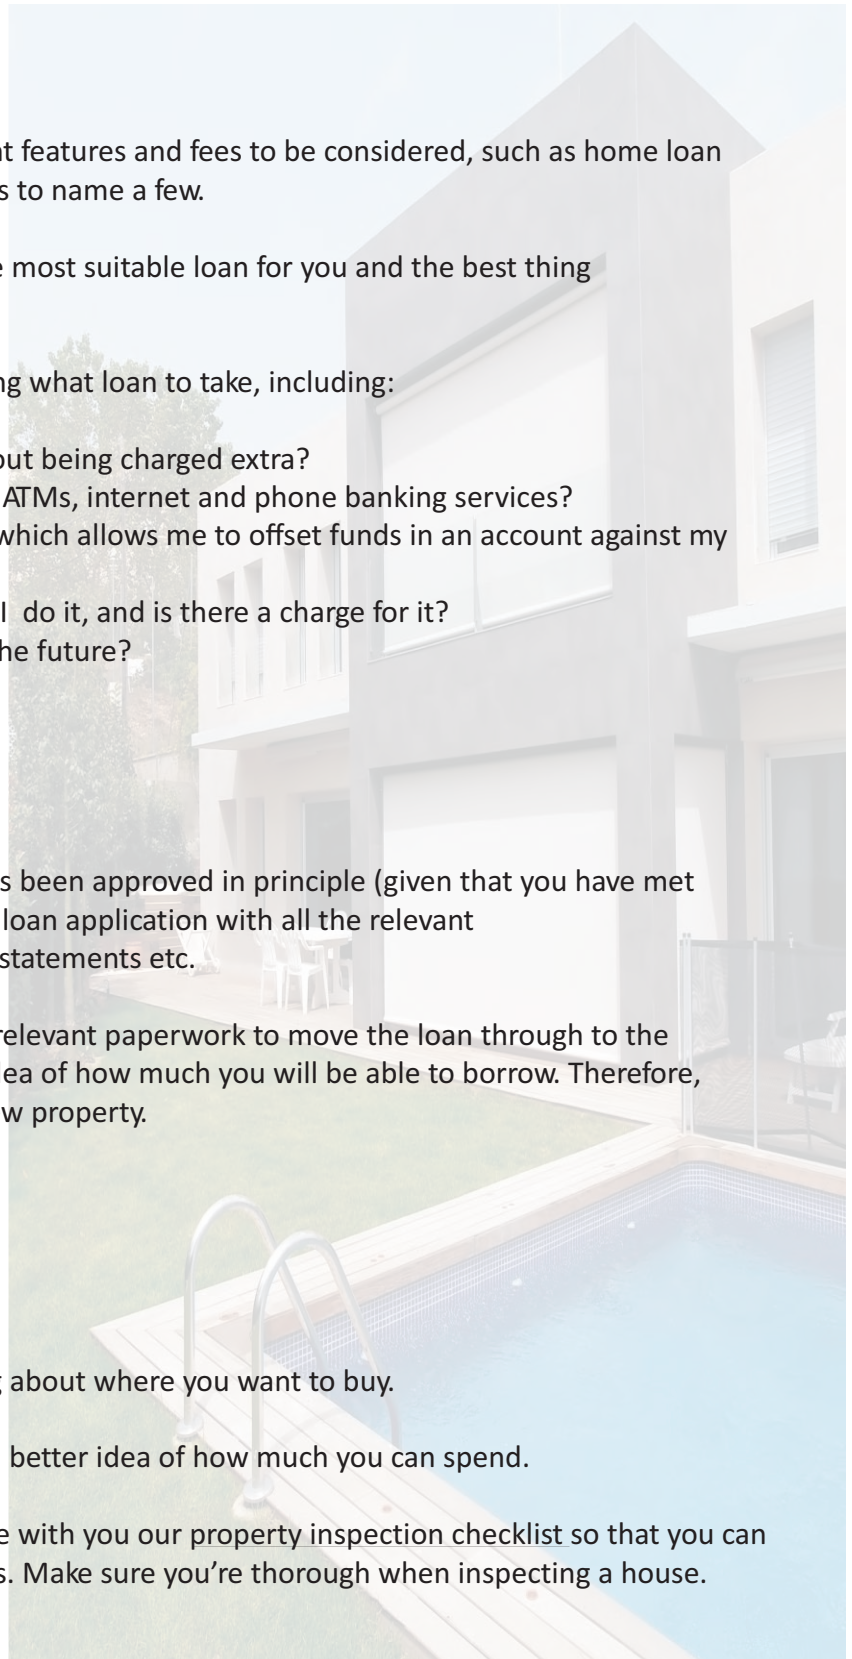 t features and fees to be considered, such as home loan
s to name a few.
e most suitable loan for you and the best thing
ng what loan to take, including:
out being charged extra?
ATMs, internet and phone banking services?
which allows me to offset funds in an account against my
I do it, and is there a charge for it?
he future?
s been approved in principle (given that you have met
loan application with all the relevant
statements etc.
relevant paperwork to move the loan through to the
dea of how much you will be able to borrow. Therefore,
w property.
g about where you want to buy.
better idea of how much you can spend.
e with you our property inspection checklist so that you can
s. Make sure you’re thorough when inspecting a house.